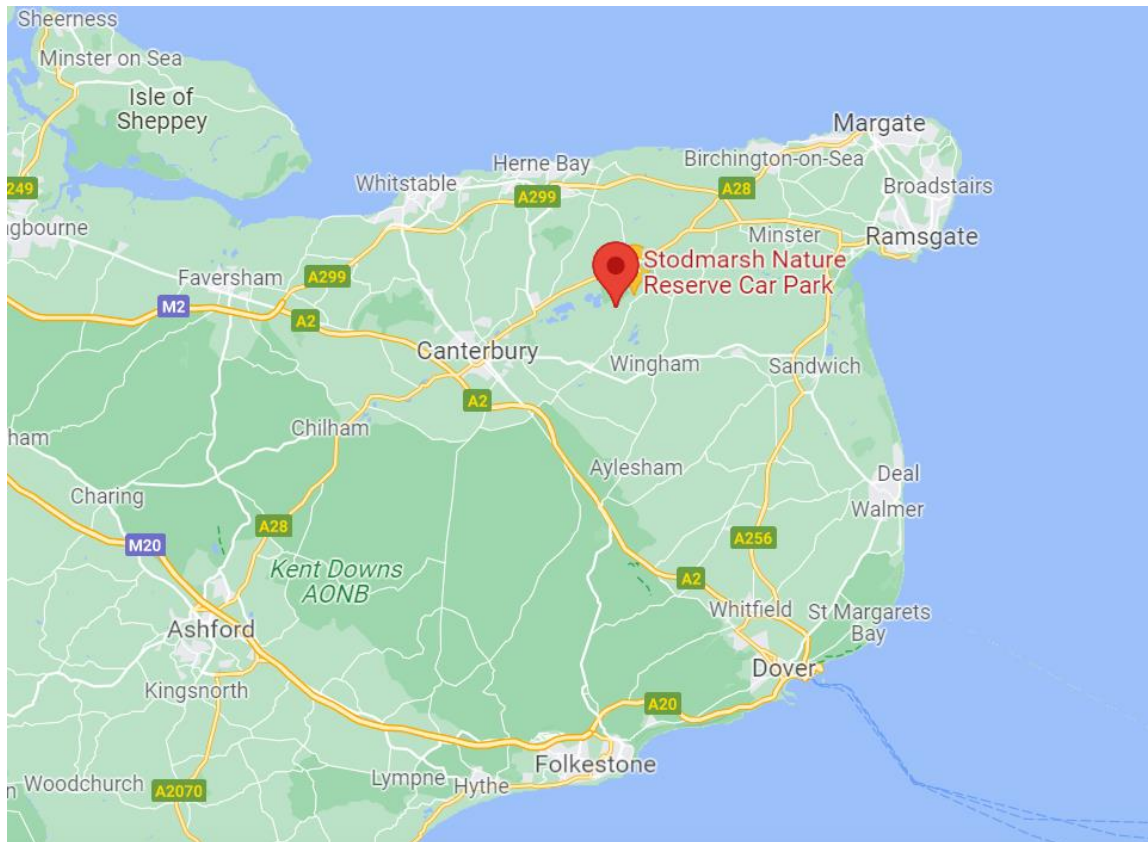 Sheerness
Minster on Sea
Isle of
Sheppey
Margate
Herne Bay
Birchington-on-Sea
Whitstable
249
A28
Broadstairs
A299
ngbourne
Minster
Ramsgate
Stodmarsh Nature
Reserve Car Park
Faversham
A299
M2
A2
Canterbury
Wingham
Sandwich
A2
Chilham
ham
Aylesham
Deal
Charing
Walmer
A28
A256
M20
Kent Downs
AONB
A2
Whitfield
St Margarets
Bay
Ashford
Dover
Kingsnorth
A20
Folkestone
Lympne
Hythe
Woodchurch
n
A2070